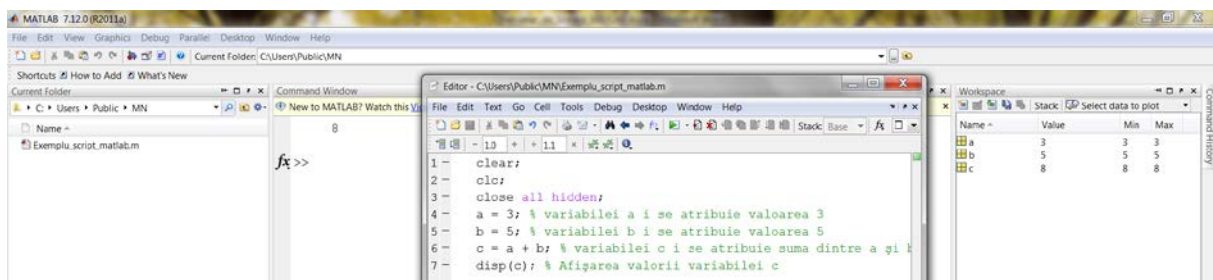 MATLAB 7.12.0 (R2011a)
File Edit View Graphics Debug Parallel Desktop Window Help
Current Folder: C:\Users\Public\MN
Shortcuts How to Add What's New
Current Folder
C: Users Public MN
Name
Exemplu_script_matlab.m
Command Window
New to MATLAB? Watch this
8
fx >>
Editor - C:\Users\Public\MN\Exemplu_script_matlab.m
File Edit Text Go Cell Tools Debug Desktop Window Help
Stack: Base fx
- 1.0 + ÷ 1.1 ×
1 - clear;
2 - clc;
3 - close all hidden;
4 - a = 3; % variabilei a i se atribuie valoarea 3
5 - b = 5; % variabilei b i se atribuie valoarea 5
6 - c = a + b; % variabilei c i se atribuie suma dintre a și b
7 - disp(c); % Afișarea valorii variabilei c
Workspace
Stack: Select data to plot
Name Value Min Max
a 3 3 3
b 5 5 5
c 8 8 8
Command History